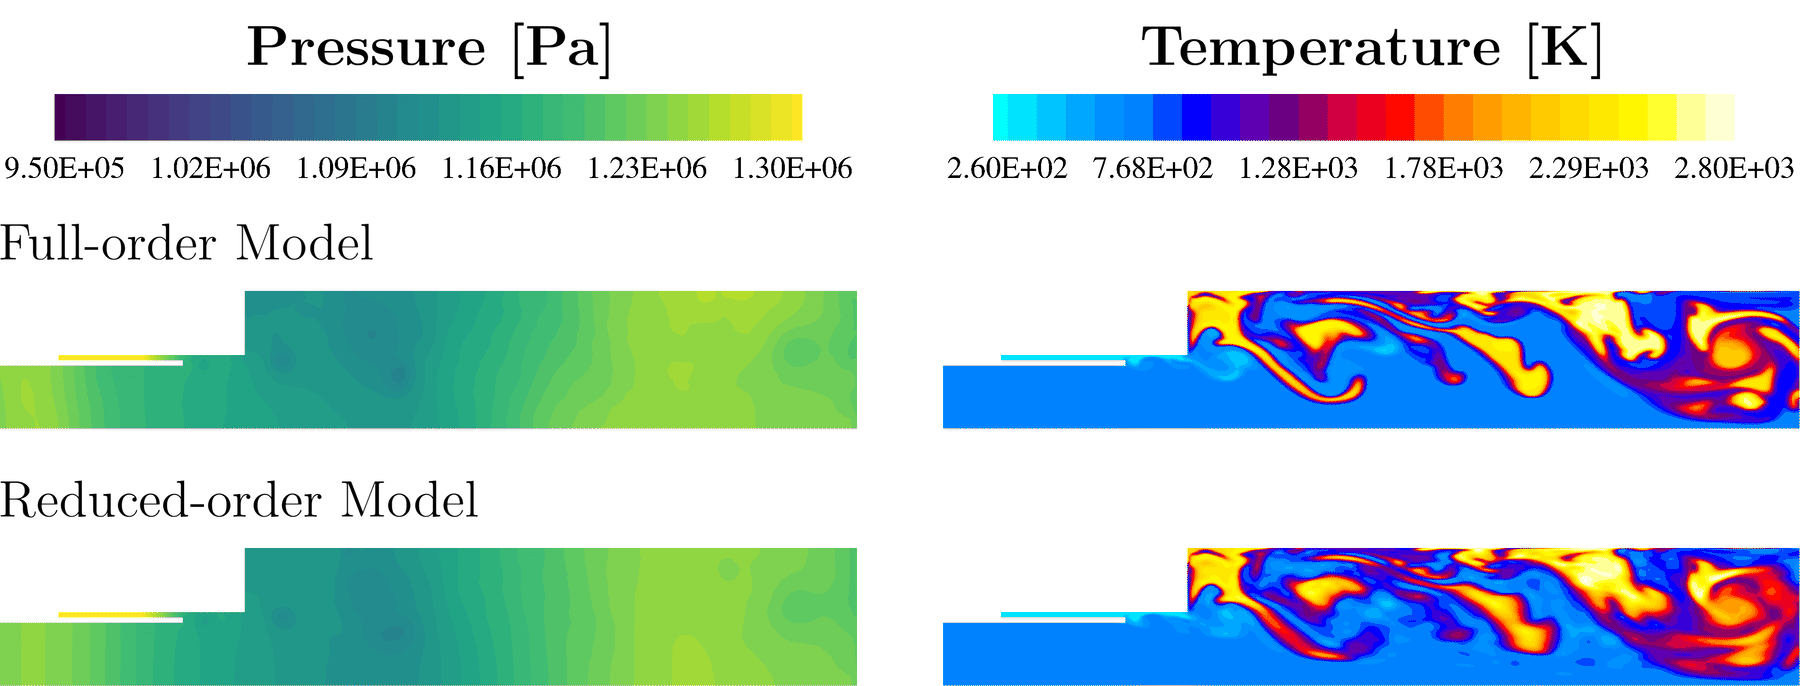 Pressure [Pa]
9.50E+05 1.02E+06 1.09E+06 1.16E+06 1.23E+06 1.30E+06
Temperature [K]
2.60E+02 7.68E+02 1.28E+03 1.78E+03 2.29E+03 2.80E+03
Full-order Model
Reduced-order Model